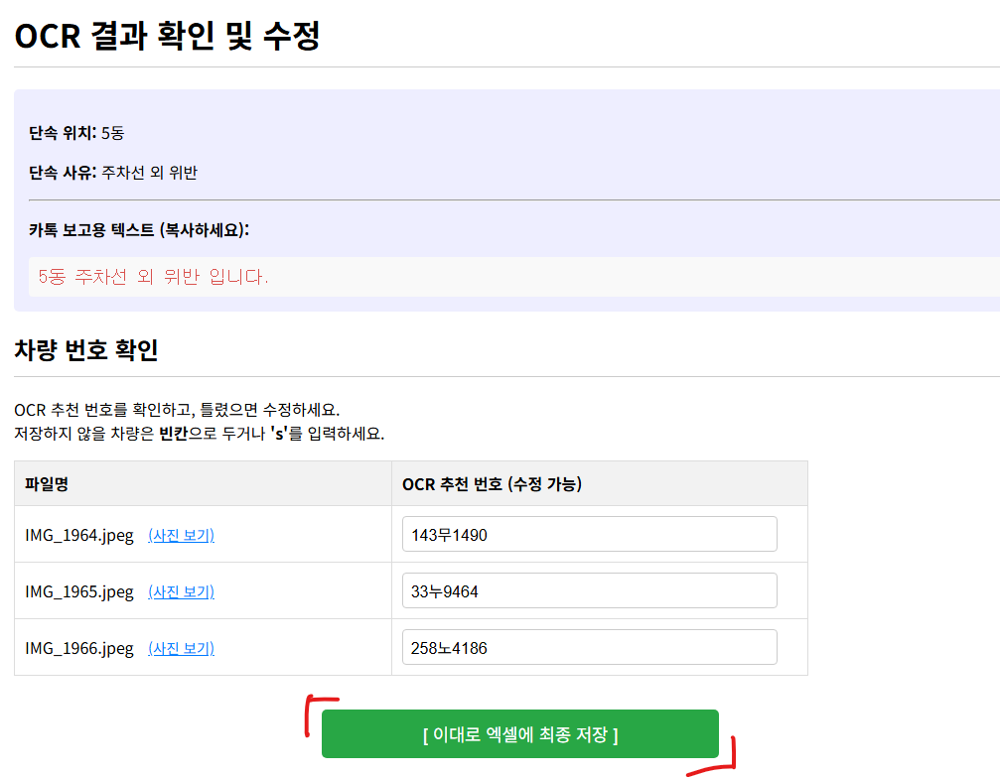 OCR 결과 확인 및 수정
단속 위치: 5동
단속 사유: 주차선 외 위반
카톡 보고용 텍스트 (복사하세요):
5동 주차선 외 위반 입니다.
차량 번호 확인
OCR 추천 번호를 확인하고, 틀렸으면 수정하세요.
저장하지 않을 차량은 빈칸으로 두거나 's'를 입력하세요.
파일명 OCR 추천 번호 (수정 가능)
IMG_1964.jpeg (사진 보기) 143무1490
IMG_1965.jpeg (사진 보기) 33누9464
IMG_1966.jpeg (사진 보기) 258노4186
[ 이대로 엑셀에 최종 저장 ]